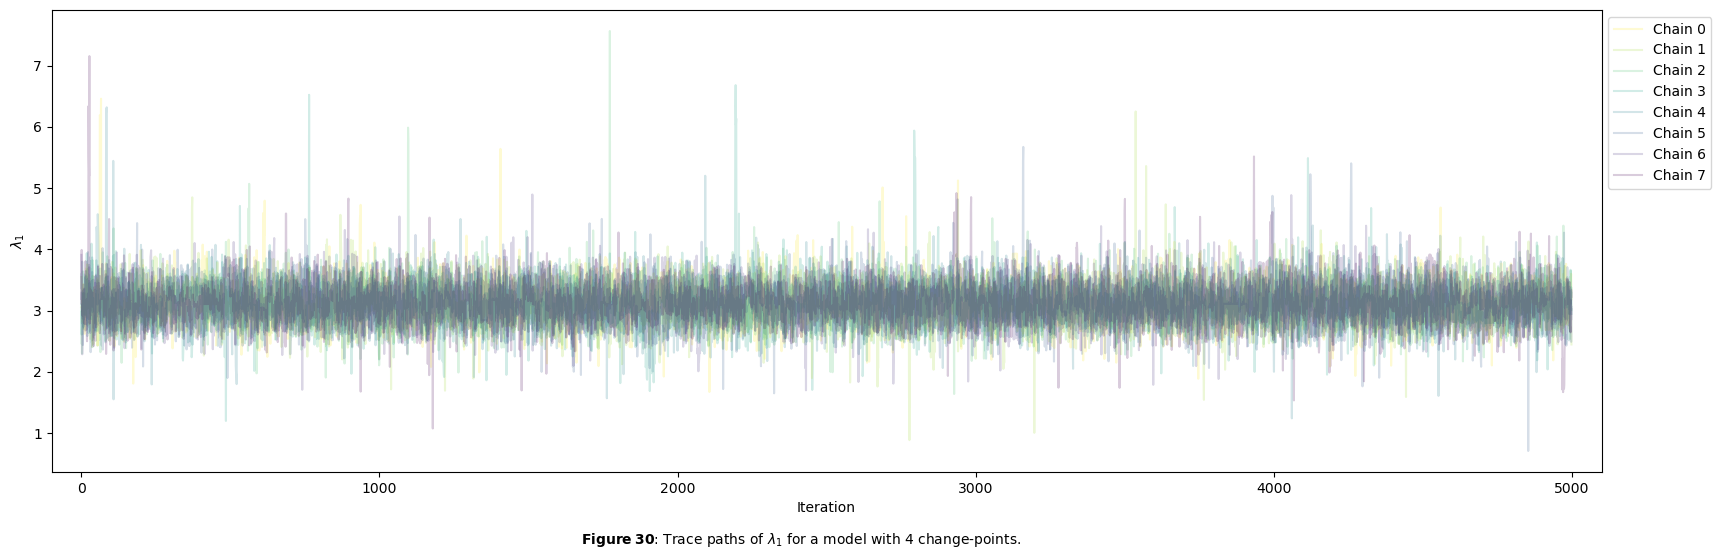 7
6
5
4
3
2
1
λ1
0
1000
2000
3000
4000
5000
Iteration
Chain 0
Chain 1
Chain 2
Chain 3
Chain 4
Chain 5
Chain 6
Chain 7
Figure 30: Trace paths of λ1 for a model with 4 change-points.